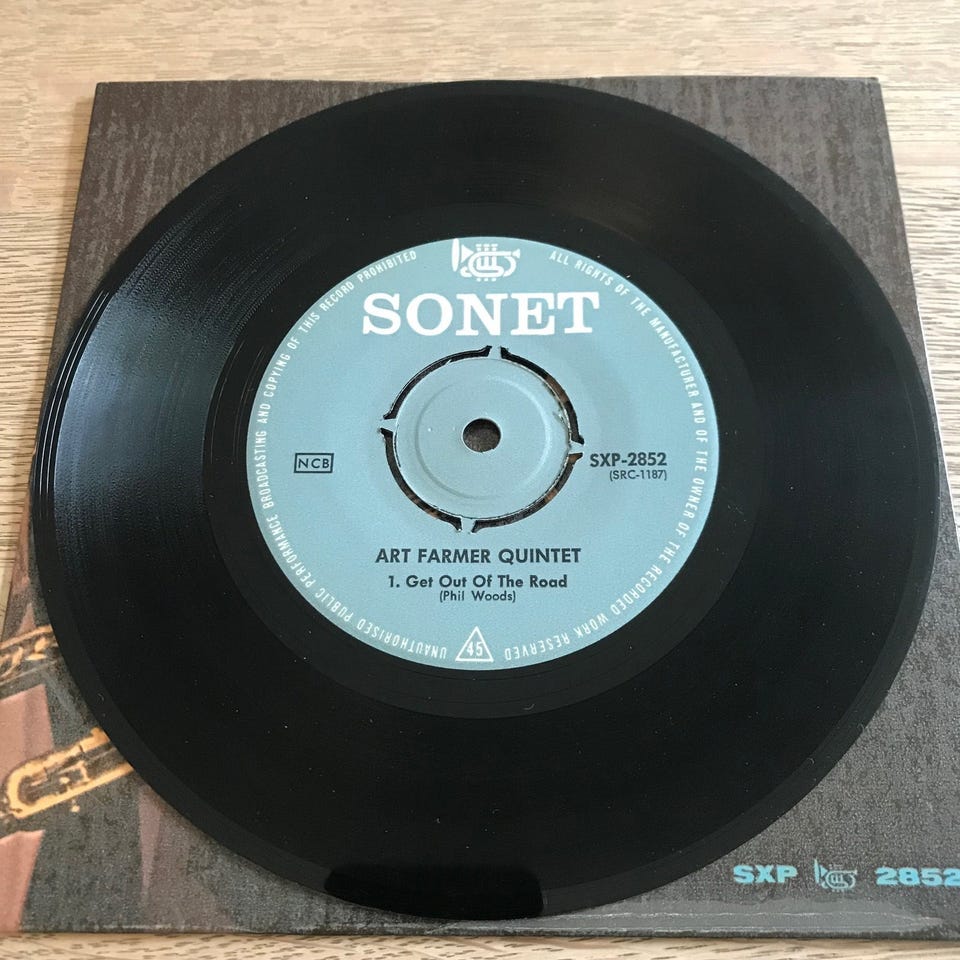 UNAUTHORISED PUBLIC PERFORMANCE BROADCASTING AND COPYING OF THIS RECORD PROHIBITED
ALL RIGHTS OF THE MANUFACTURER AND OF THE OWNER OF THE RECORDED WORK RESERVED
SONET
NCB
SXP-2852
(SRC-1187)
ART FARMER QUINTET
1. Get Out Of The Road
(Phil Woods)
45
SXP 2852